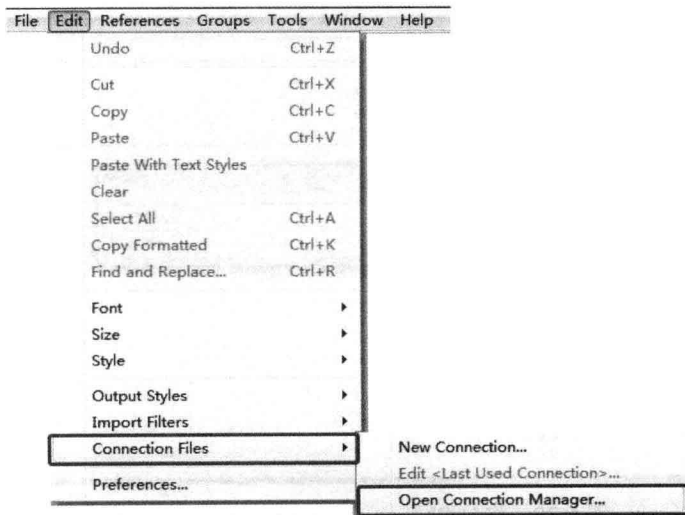 File Edit References Groups Tools Window Help
Undo Ctrl+Z
Cut Ctrl+X
Copy Ctrl+C
Paste Ctrl+V
Paste With Text Styles
Clear
Select All Ctrl+A
Copy Formatted Ctrl+K
Find and Replace... Ctrl+R
Font
Size
Style
Output Styles
Import Filters
Connection Files
New Connection...
Preferences...
Edit <Last Used Connection>...
Open Connection Manager...